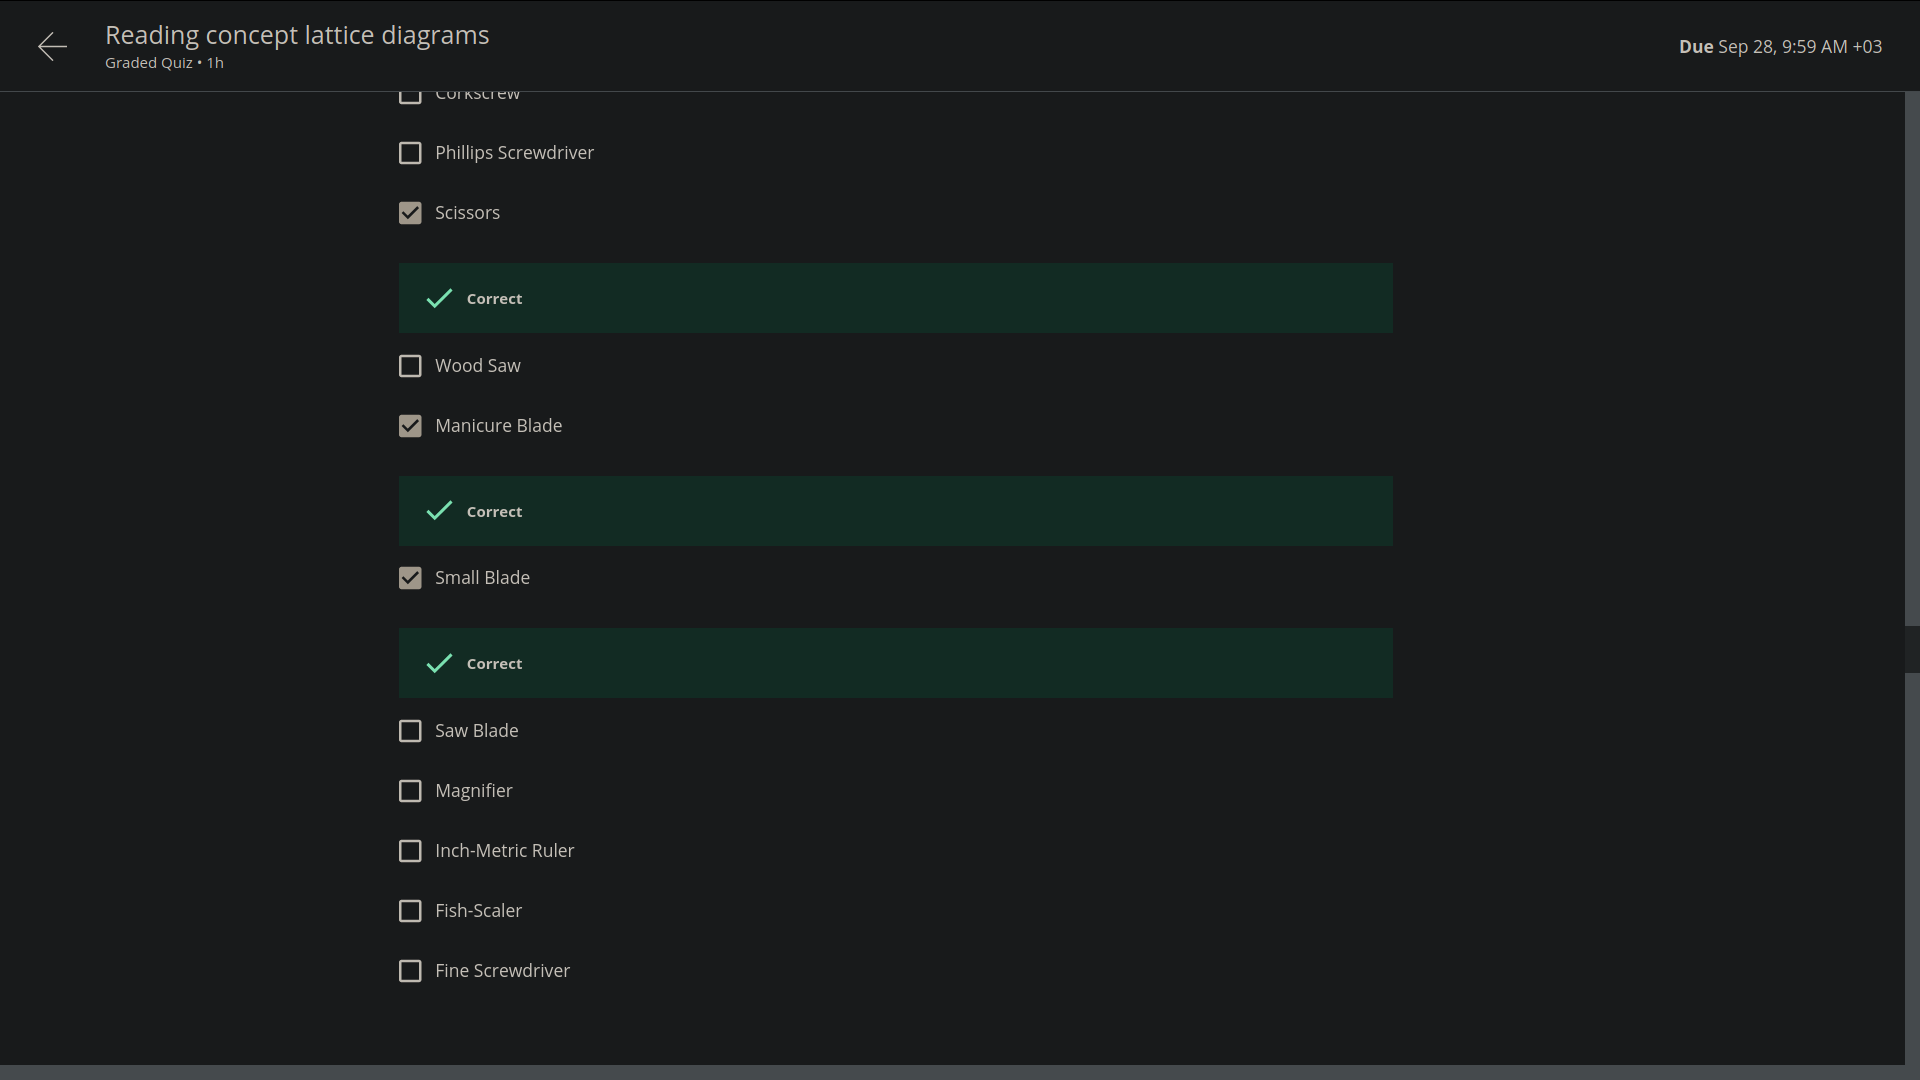 Reading concept lattice diagrams
Graded Quiz • 1h
Due Sep 28, 9:59 AM +03
Corkscrew
Phillips Screwdriver
Scissors
Correct
Wood Saw
Manicure Blade
Correct
Small Blade
Correct
Saw Blade
Magnifier
Inch-Metric Ruler
Fish-Scaler
Fine Screwdriver